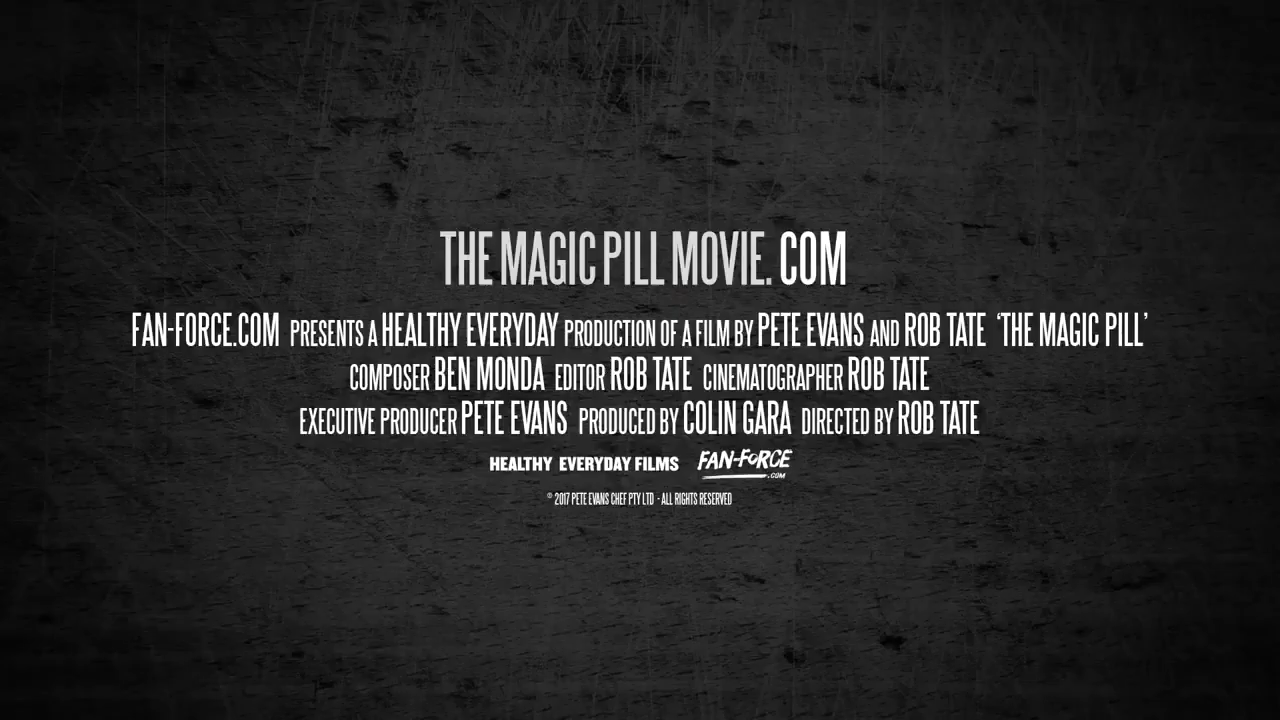 THE MAGIC PILL MOVIE. COM
FAN-FORCE.COM PRESENTS A HEALTHY EVERYDAY PRODUCTION OF A FILM BY PETE EVANS AND ROB TATE ‘THE MAGIC PILL’
COMPOSER BEN MONDA EDITOR ROB TATE CINEMATOGRAPHER ROB TATE
EXECUTIVE PRODUCER PETE EVANS PRODUCED BY COLIN GARA DIRECTED BY ROB TATE
HEALTHY EVERYDAY FILMS FAN-FORCE .COM
© 2017 PETE EVANS CHEF PTY LTD - ALL RIGHTS RESERVED